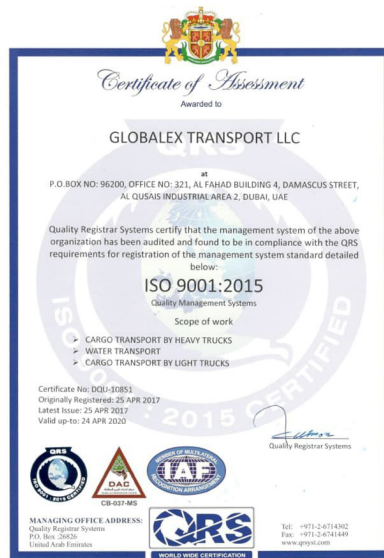 Certificate of Assessment
Awarded to
GLOBALEX TRANSPORT LLC
at
P.O.BOX NO: 96200, OFFICE NO: 321, AL FAHAD BUILDING 4, DAMASCUS STREET,
AL QUSAIS INDUSTRIAL AREA 2, DUBAI, UAE
Quality Registrar Systems certify that the management system of the above
organization has been audited and found to be in compliance with the QRS
requirements for registration of the management system standard detailed
below:
ISO 9001:2015
Quality Management Systems
Scope of work
➢ CARGO TRANSPORT BY HEAVY TRUCKS
➢ WATER TRANSPORT
➢ CARGO TRANSPORT BY LIGHT TRUCKS
Certificate No: DQU-10851
Originally Registered: 25 APR 2017
Latest Issue: 25 APR 2017
Valid up-to: 24 APR 2020
Quality Registrar Systems
QRS
DAC
CB-037-MS
MEMBER OF MULTILATERAL
RECOGNITION ARRANGEMENT
IAF
MANAGING OFFICE ADDRESS:
Quality Registrar Systems
P.O. Box :26826
United Arab Emirates
QRS
WORLD WIDE CERTIFICATION
Tel: +971-2-6714302
Fax: +971-2-6741449
www.qrsyst.com